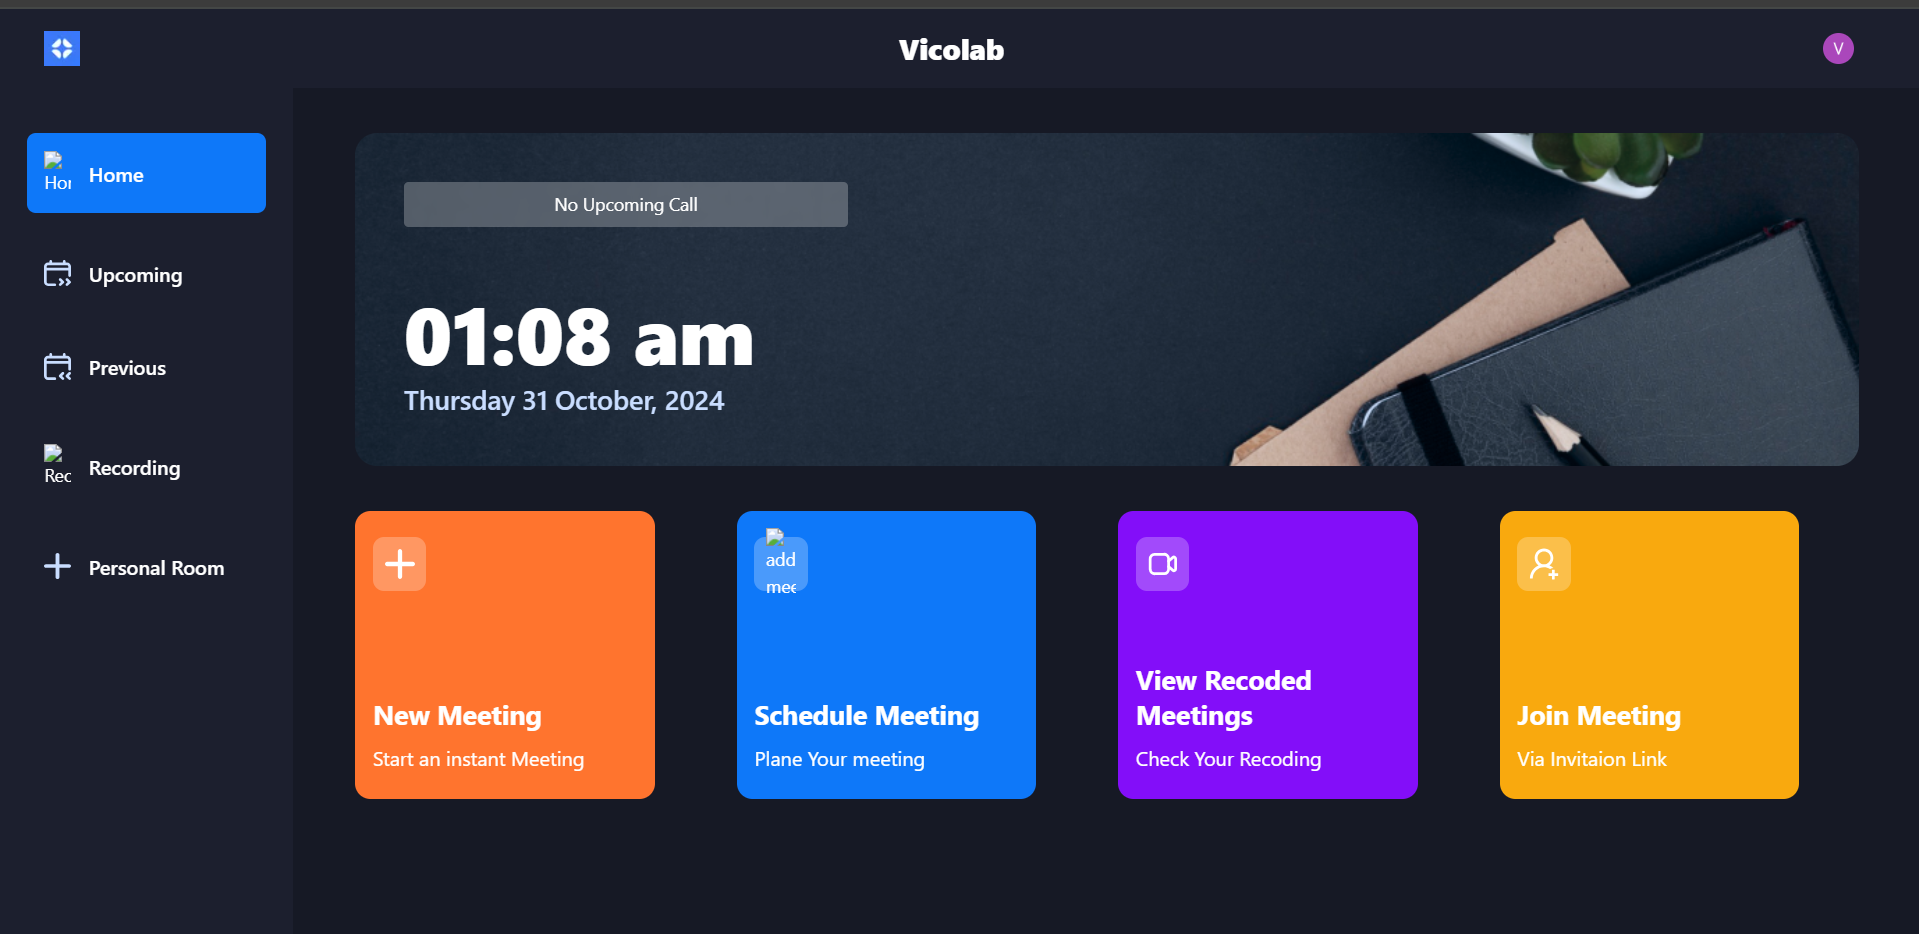 Vicolab
V
Hor
Home
Upcoming
Previous
Rec
Recording
Personal Room
No Upcoming Call
01:08 am
Thursday 31 October, 2024
New Meeting
Start an instant Meeting
add
mee
Schedule Meeting
Plane Your meeting
View Recoded
Meetings
Check Your Recoding
Join Meeting
Via Invitaion Link